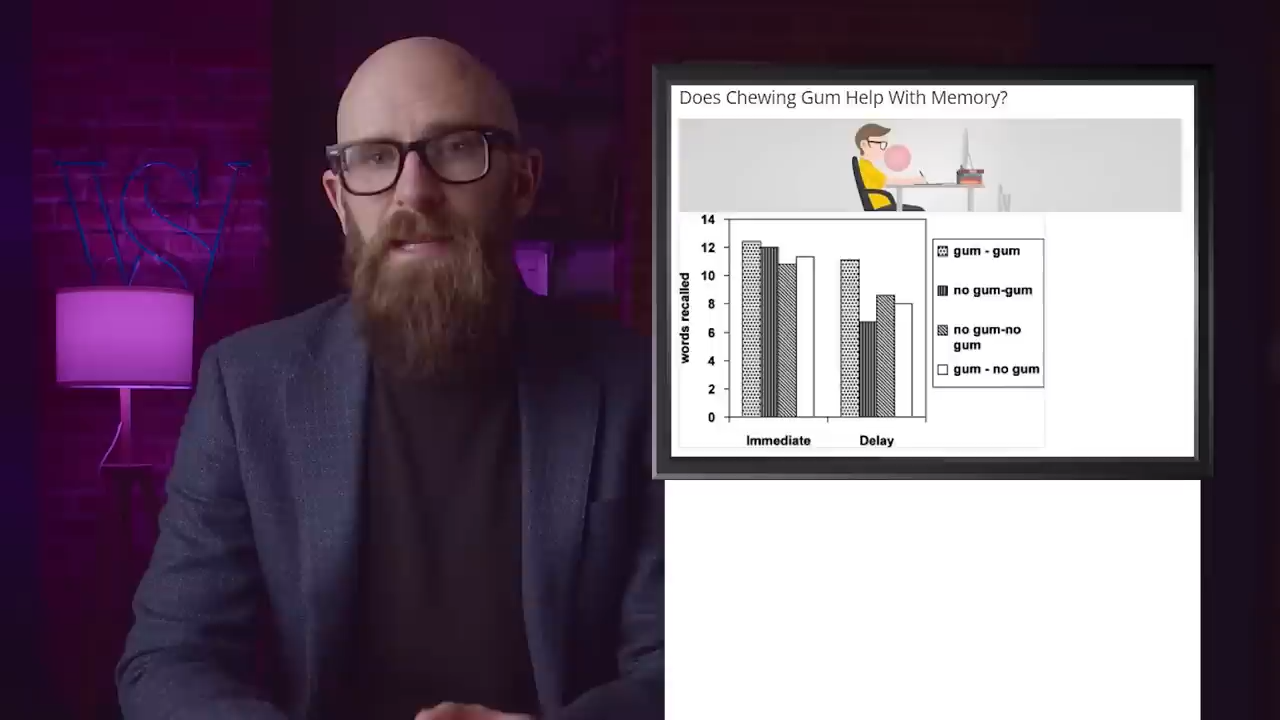 VS
Does Chewing Gum Help With Memory?
14
12
10
8
6
4
2
0
words recalled
Immediate
Delay
gum - gum
no gum-gum
no gum-no
gum
gum - no gum